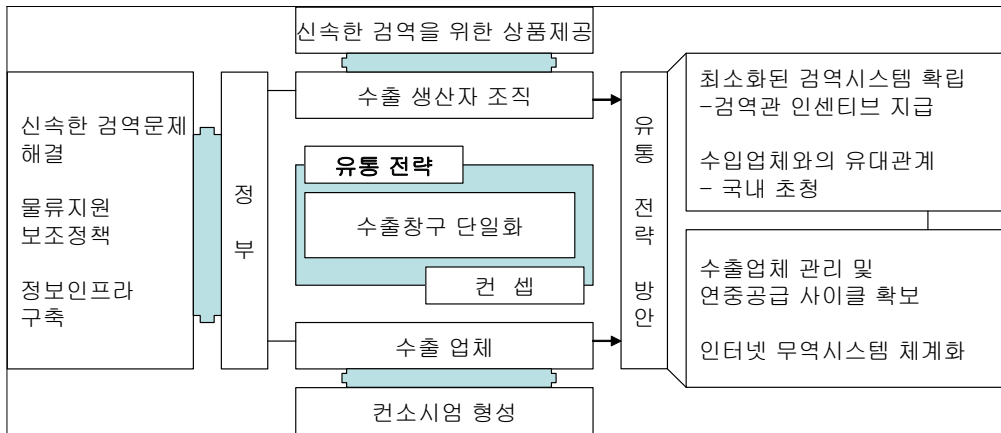 신속한 검역을 위한 상품제공
수출 생산자 조직
신속한 검역문제
해결
물류지원
보조정책
정보인프라
구축
정
부
유통 전략
수출창구 단일화
컨 셉
수출 업체
컨소시엄 형성
유
통
전
략
방
안
최소화된 검역시스템 확립
-검역관 인센티브 지급
수입업체와의 유대관계
- 국내 초청
수출업체 관리 및
연중공급 사이클 확보
인터넷 무역시스템 체계화